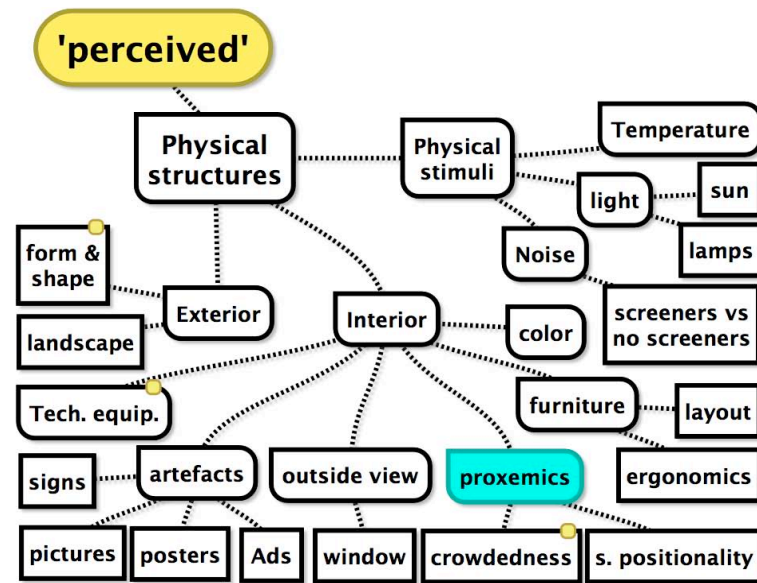 'perceived'
Physical
structures
Physical
stimuli
Temperature
light
sun
lamps
Noise
screeners vs
no screeners
form &
shape
Exterior
landscape
Interior
color
Tech. equip.
furniture
layout
ergonomics
signs
artefacts
outside view
proxemics
pictures
posters
Ads
window
crowdedness
s. positionality